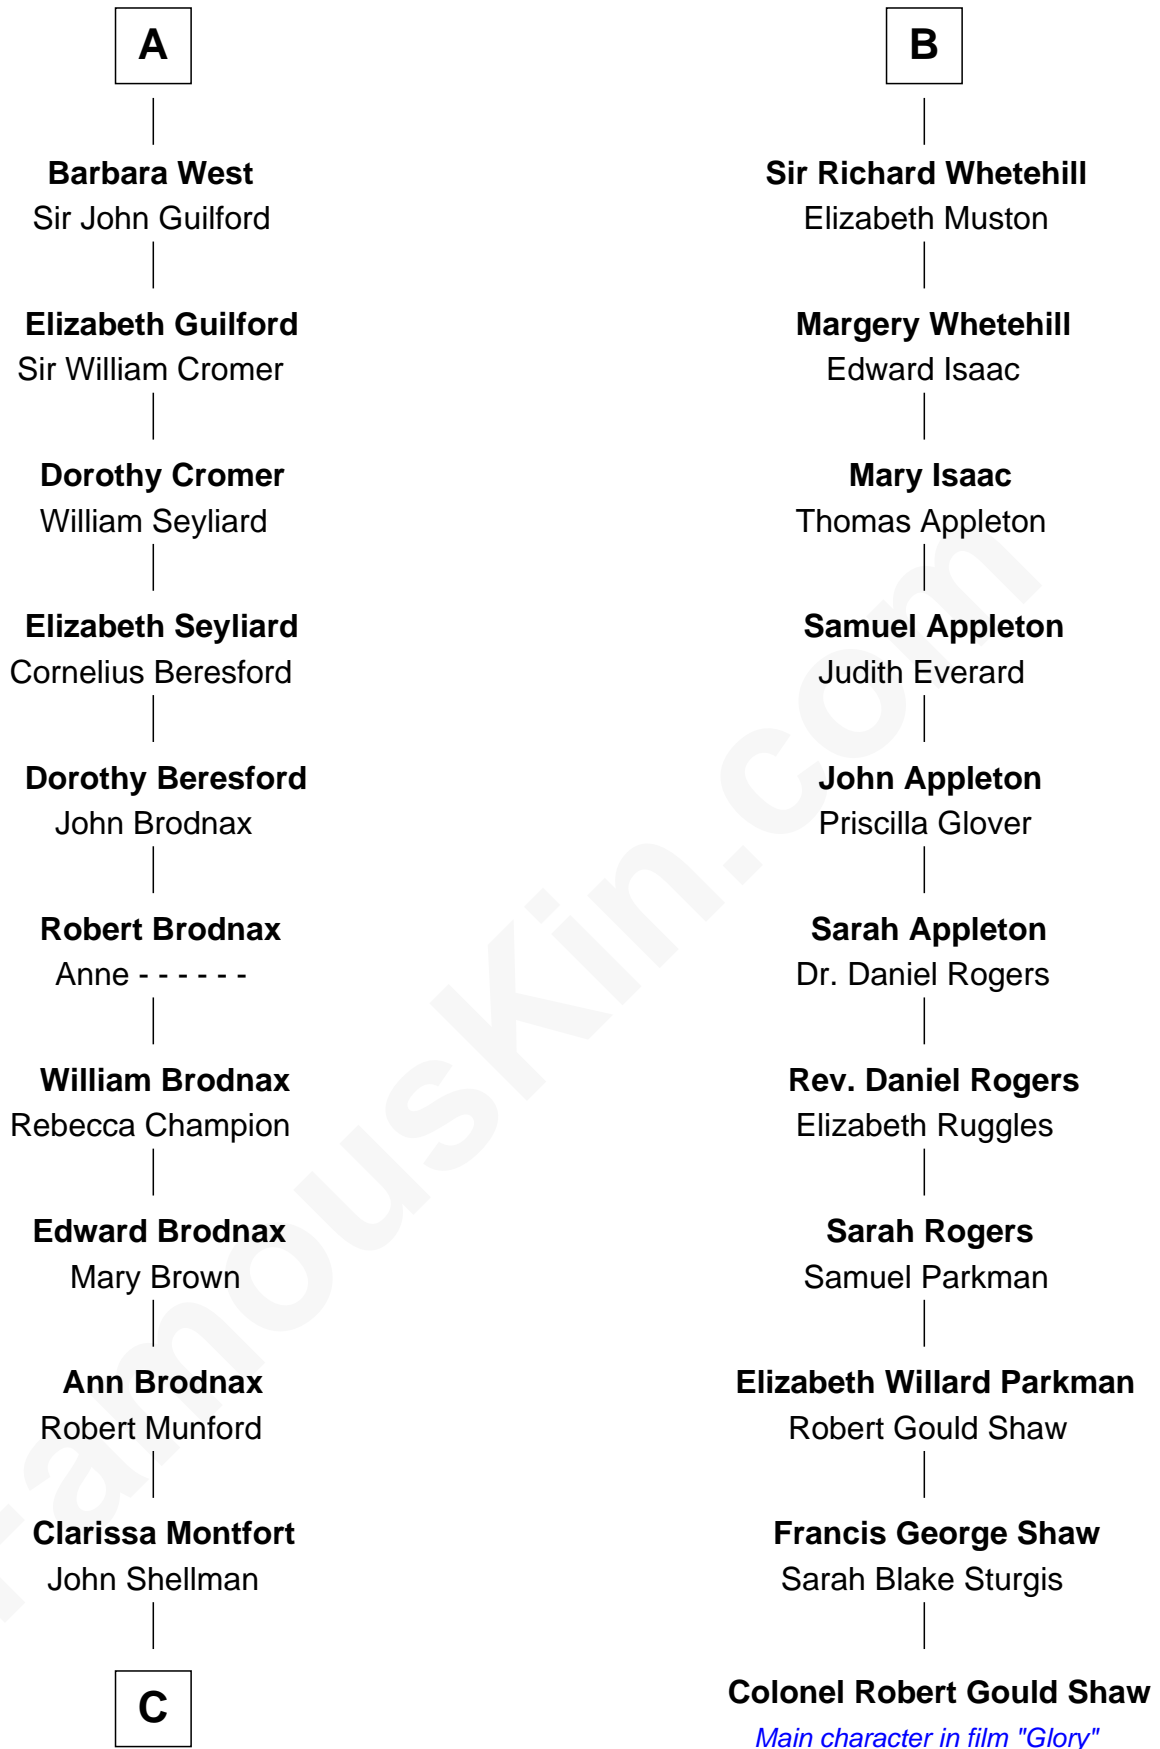 A
Barbara West
Sir John Guilford
Elizabeth Guilford
Sir William Cromer
Dorothy Cromer
William Seyliard
Elizabeth Seyliard
Cornelius Beresford
Dorothy Beresford
John Brodnax
Robert Brodnax
Anne - - - - - -
William Brodnax
Rebecca Champion
Edward Brodnax
Mary Brown
Ann Brodnax
Robert Munford
Clarissa Montfort
John Shellman
C
B
Sir Richard Whetehill
Elizabeth Muston
Margery Whetehill
Edward Isaac
Mary Isaac
Thomas Appleton
Samuel Appleton
Judith Everard
John Appleton
Priscilla Glover
Sarah Appleton
Dr. Daniel Rogers
Rev. Daniel Rogers
Elizabeth Ruggles
Sarah Rogers
Samuel Parkman
Elizabeth Willard Parkman
Robert Gould Shaw
Francis George Shaw
Sarah Blake Sturgis
Colonel Robert Gould Shaw
Main character in film "Glory"
FamousKin.com